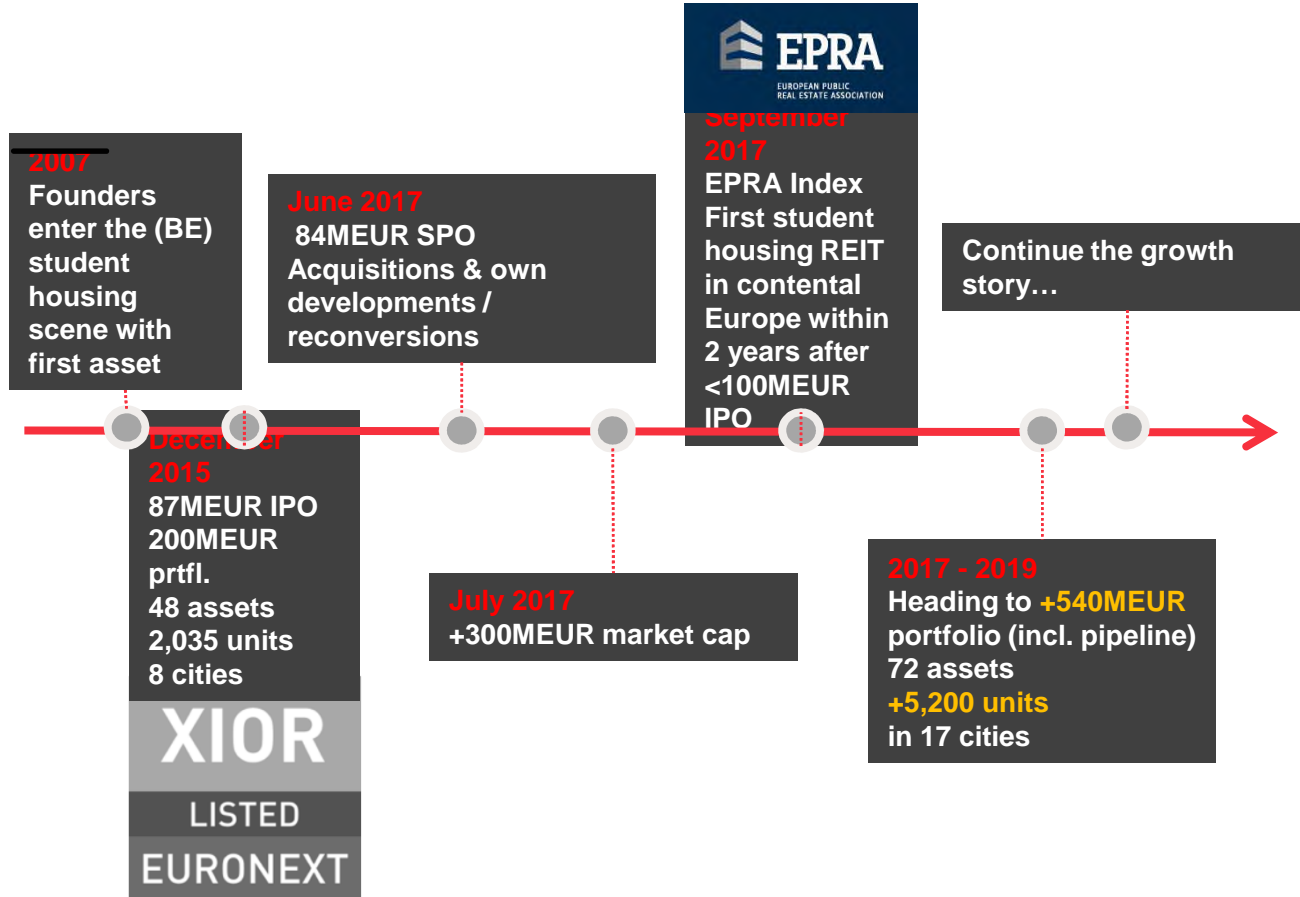 EPRA
EUROPEAN PUBLIC
REAL ESTATE ASSOCIATION
2007
Founders
enter the (BE)
student
housing
scene with
first asset
June 2017
84MEUR SPO
Acquisitions & own
developments /
reconversions
September
2017
EPRA Index
First student
housing REIT
in contental
Europe within
2 years after
<100MEUR
IPO
Continue the growth
story…
December
2015
87MEUR IPO
200MEUR
prtfl.
48 assets
2,035 units
8 cities
XIOR
LISTED
EURONEXT
July 2017
+300MEUR market cap
2017 - 2019
Heading to +540MEUR
portfolio (incl. pipeline)
72 assets
+5,200 units
in 17 cities